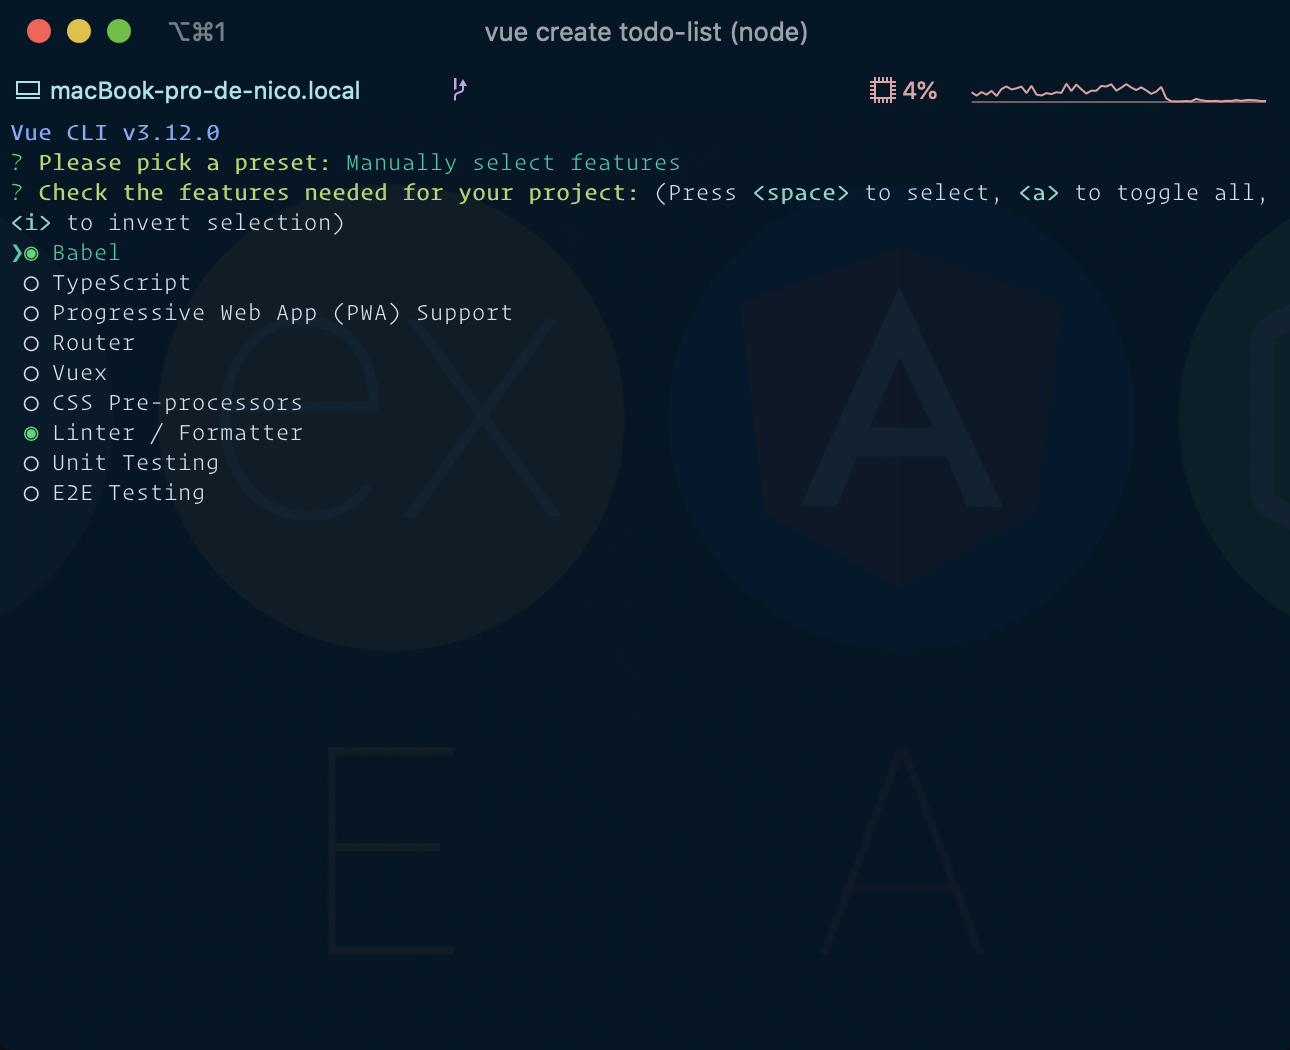 ⌥⌘1 vue create todo-list (node)
macBook-pro-de-nico.local 4%
Vue CLI v3.12.0
? Please pick a preset: Manually select features
? Check the features needed for your project: (Press <space> to select, <a> to toggle all,
<i> to invert selection)
❯◉ Babel
◯ TypeScript
◯ Progressive Web App (PWA) Support
◯ Router
◯ Vuex
◯ CSS Pre-processors
◉ Linter / Formatter
◯ Unit Testing
◯ E2E Testing
ex A
E A